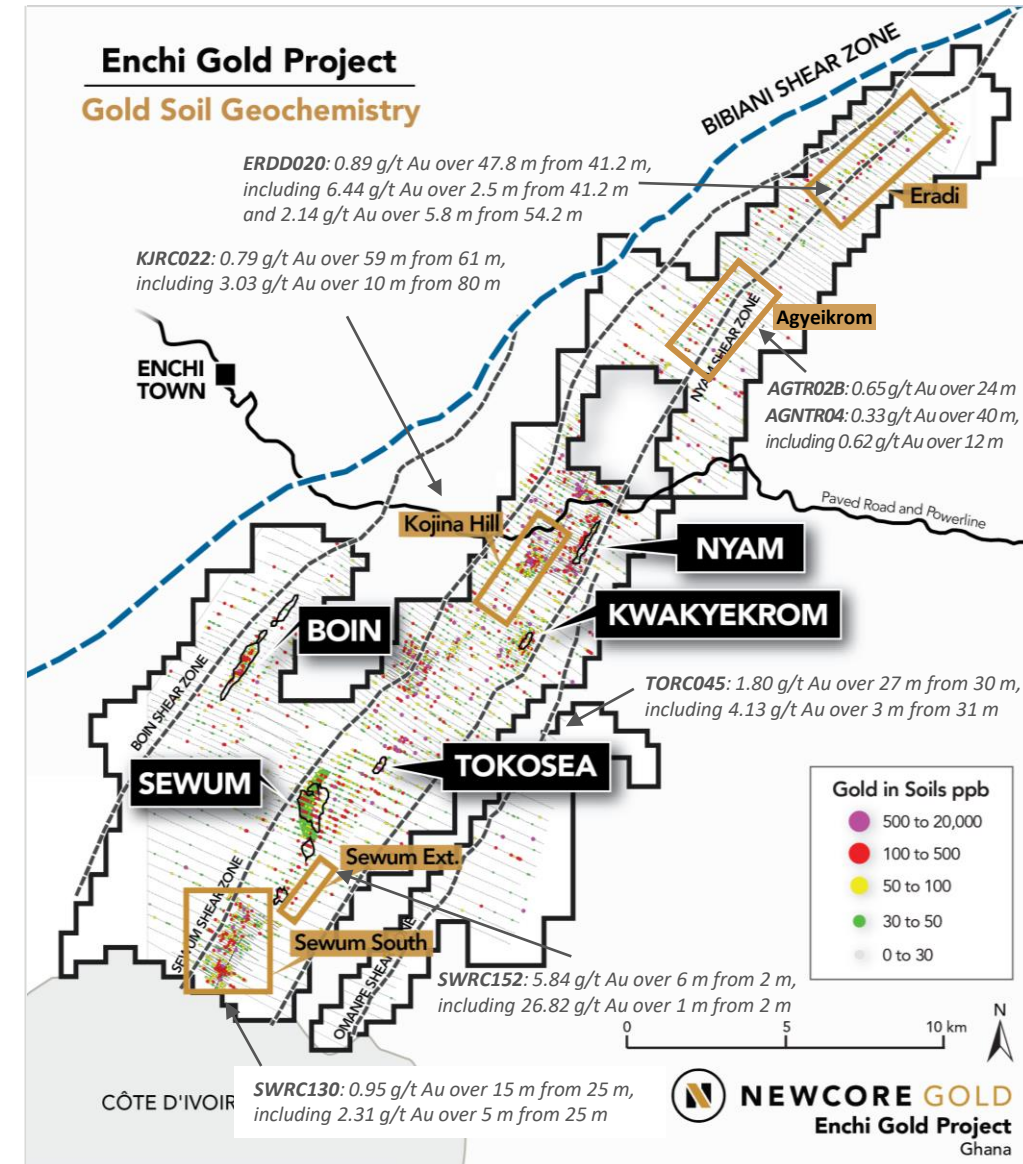 Enchi Gold Project
Gold Soil Geochemistry
BIBIANI SHEAR ZONE
ERDD020: 0.89 g/t Au over 47.8 m from 41.2 m,
including 6.44 g/t Au over 2.5 m from 41.2 m
and 2.14 g/t Au over 5.8 m from 54.2 m
Eradi
KJRC022: 0.79 g/t Au over 59 m from 61 m,
including 3.03 g/t Au over 10 m from 80 m
Agyeikrom
NYAM SHEAR ZONE
ENCHI
TOWN
AGTR02B: 0.65 g/t Au over 24 m
AGNTR04: 0.33 g/t Au over 40 m,
including 0.62 g/t Au over 12 m
Paved Road and Powerline
Kojina Hill
NYAM
KWAKYEKROM
BOIN
BOIN SHEAR ZONE
TORC045: 1.80 g/t Au over 27 m from 30 m,
including 4.13 g/t Au over 3 m from 31 m
TOKOSEA
SEWUM
Gold in Soils ppb
500 to 20,000
100 to 500
50 to 100
30 to 50
0 to 30
Sewum Ext.
SEWUM SHEAR ZONE
Sewum South
OMANPE SHEAR ZONE
SWRC152: 5.84 g/t Au over 6 m from 2 m,
including 26.82 g/t Au over 1 m from 2 m
0 5 10 km
N
SWRC130: 0.95 g/t Au over 15 m from 25 m,
including 2.31 g/t Au over 5 m from 25 m
CÔTE D'IVOIR
NEWCORE GOLD
Enchi Gold Project
Ghana